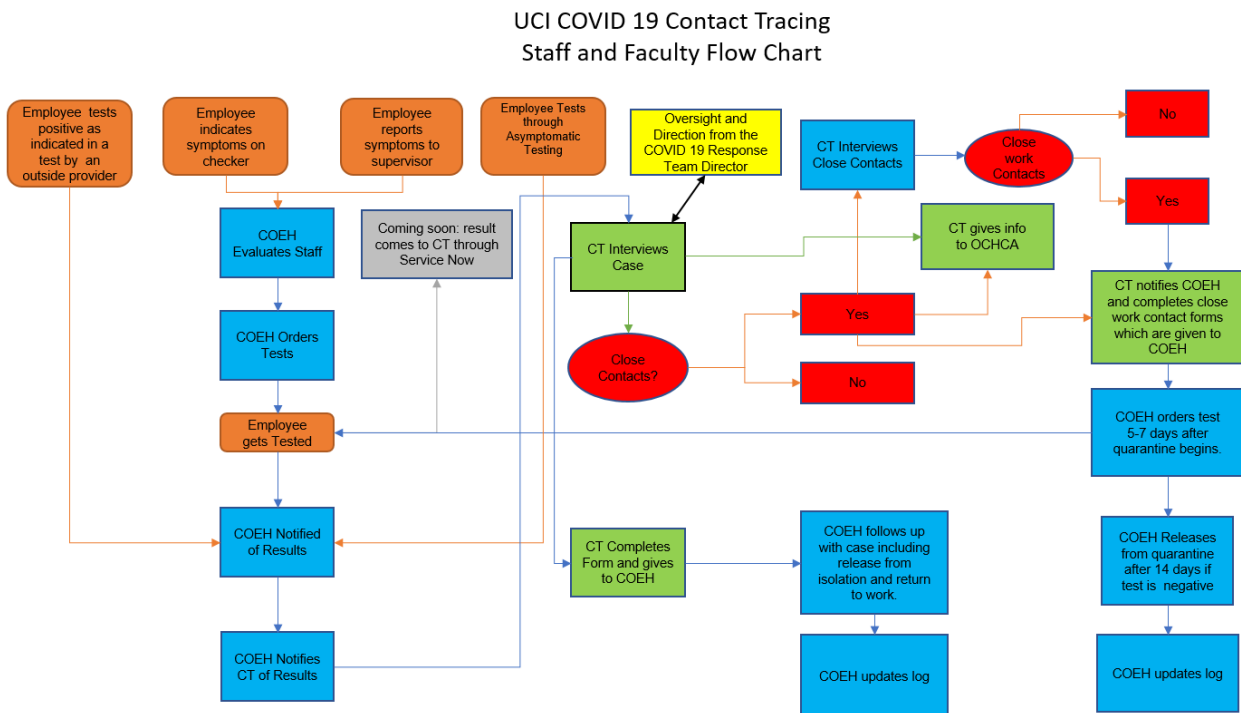 UCI COVID 19 Contact Tracing
Staff and Faculty Flow Chart
Employee tests
positive as
indicated in a
test by an
outside provider
Employee
indicates
symptoms on
checker
Employee
reports
symptoms to
supervisor
Employee Tests
through
Asymptomatic
Testing
Oversight and
Direction from the
COVID 19 Response
Team Director
CT Interviews
Close Contacts
Close
work
Contacts
No
Yes
COEH
Evaluates Staff
Coming soon: result
comes to CT through
Service Now
CT Interviews
Case
CT gives info
to OCHCA
COEH Orders
Tests
Close
Contacts?
Yes
No
CT notifies COEH
and completes close
work contact forms
which are given to
COEH
Employee
gets Tested
COEH orders test
5-7 days after
quarantine begins.
COEH Notified
of Results
CT Completes
Form and gives
to COEH
COEH follows up
with case including
release from
isolation and return
to work.
COEH Releases
from quarantine
after 14 days if
test is negative
COEH Notifies
CT of Results
COEH updates log
COEH updates log